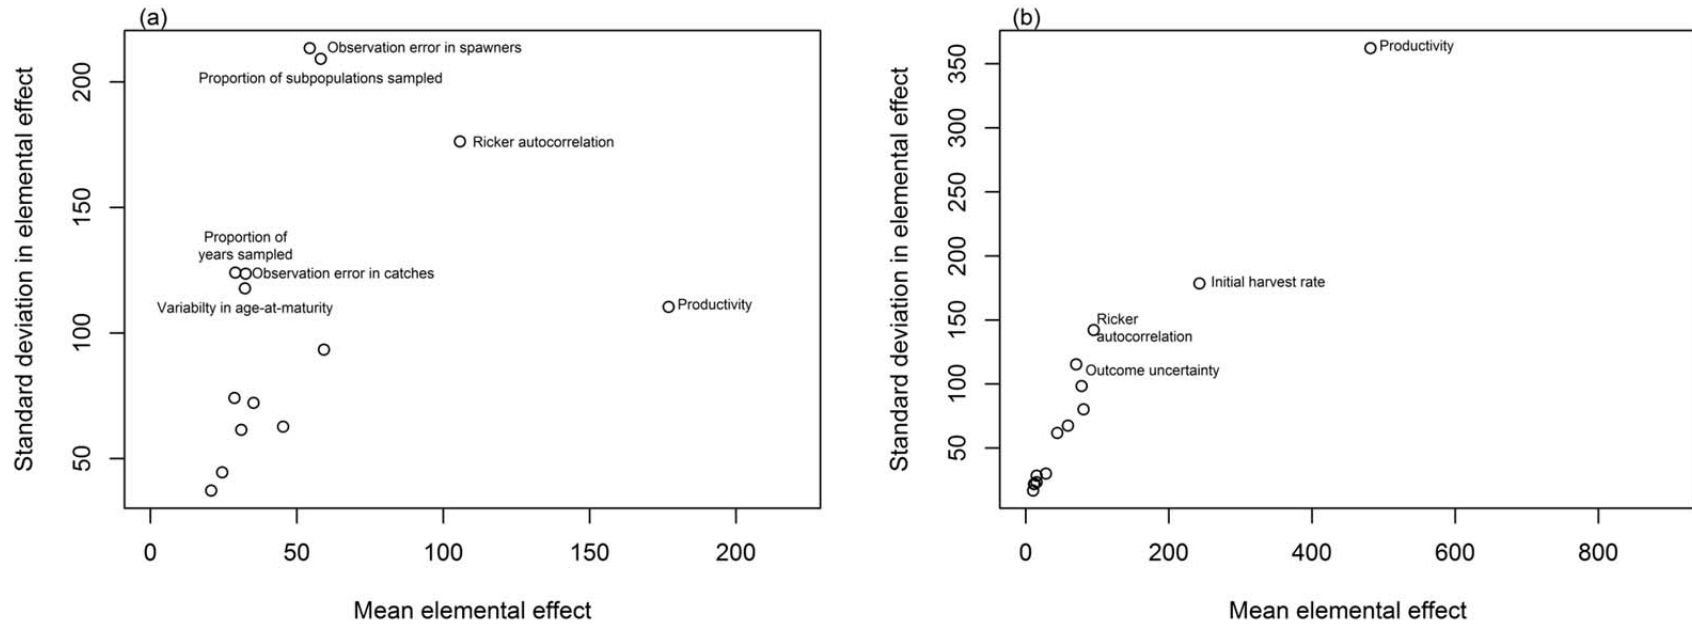 (a)
Standard deviation in elemental effect
200
150
100
50
Observation error in spawners
Proportion of subpopulations sampled
Ricker autocorrelation
Proportion of
years sampled
Observation error in catches
Variabilty in age-at-maturity
Productivity
0 50 100 150 200
Mean elemental effect
(b)
Standard deviation in elemental effect
350
300
250
200
150
100
50
Productivity
Initial harvest rate
Ricker
autocorrelation
Outcome uncertainty
0 200 400 600 800
Mean elemental effect